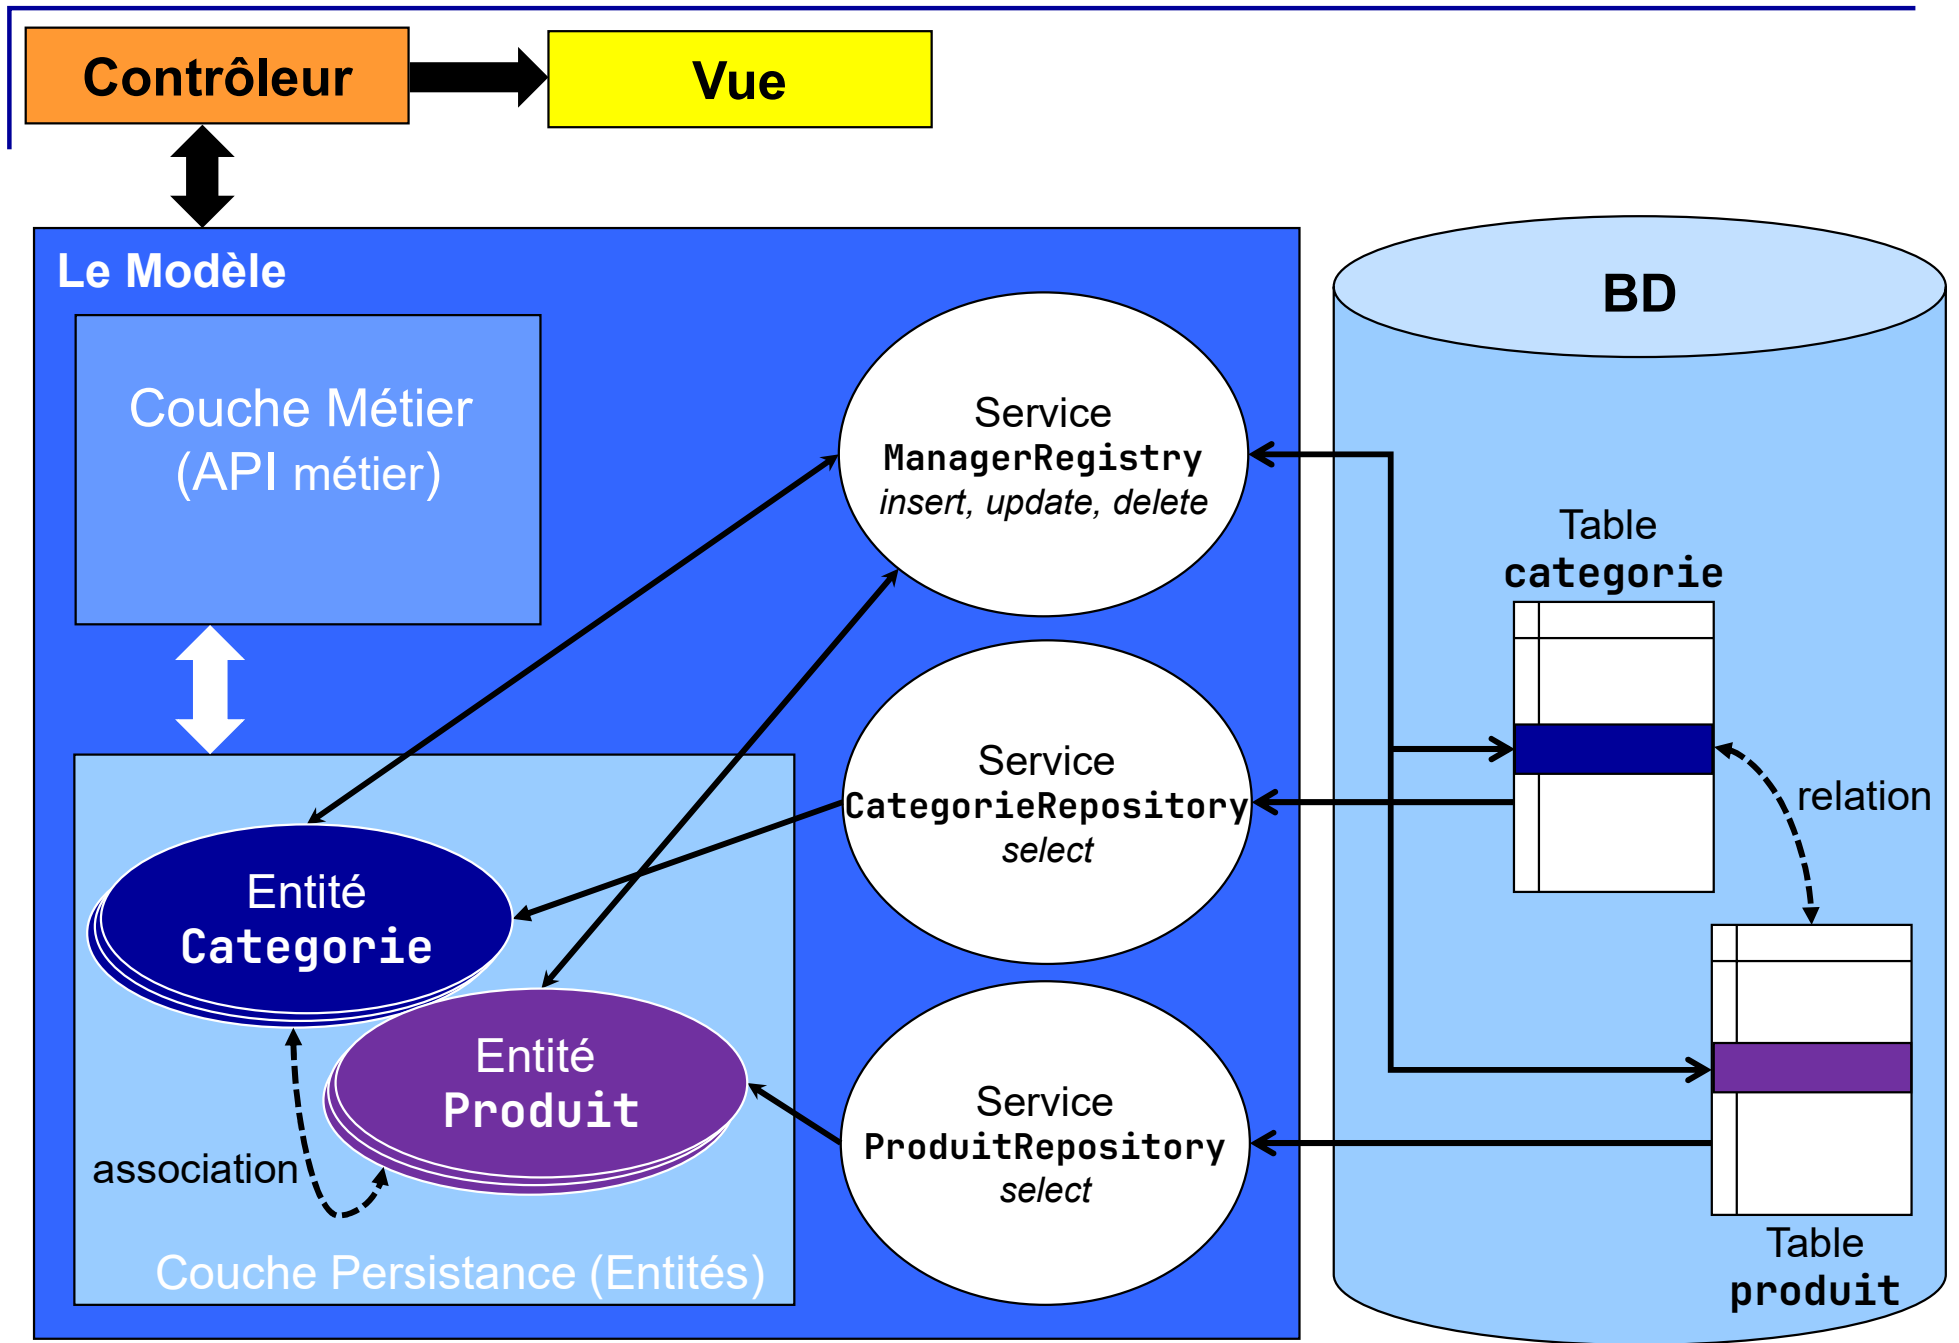 Contrôleur
Vue
Le Modèle
Couche Métier
(API métier)
Service
ManagerRegistry
insert, update, delete
Service
CategorieRepository
select
Service
ProduitRepository
select
Entité
Categorie
Entité
Produit
association
Couche Persistance (Entités)
BD
Table
categorie
relation
Table
produit